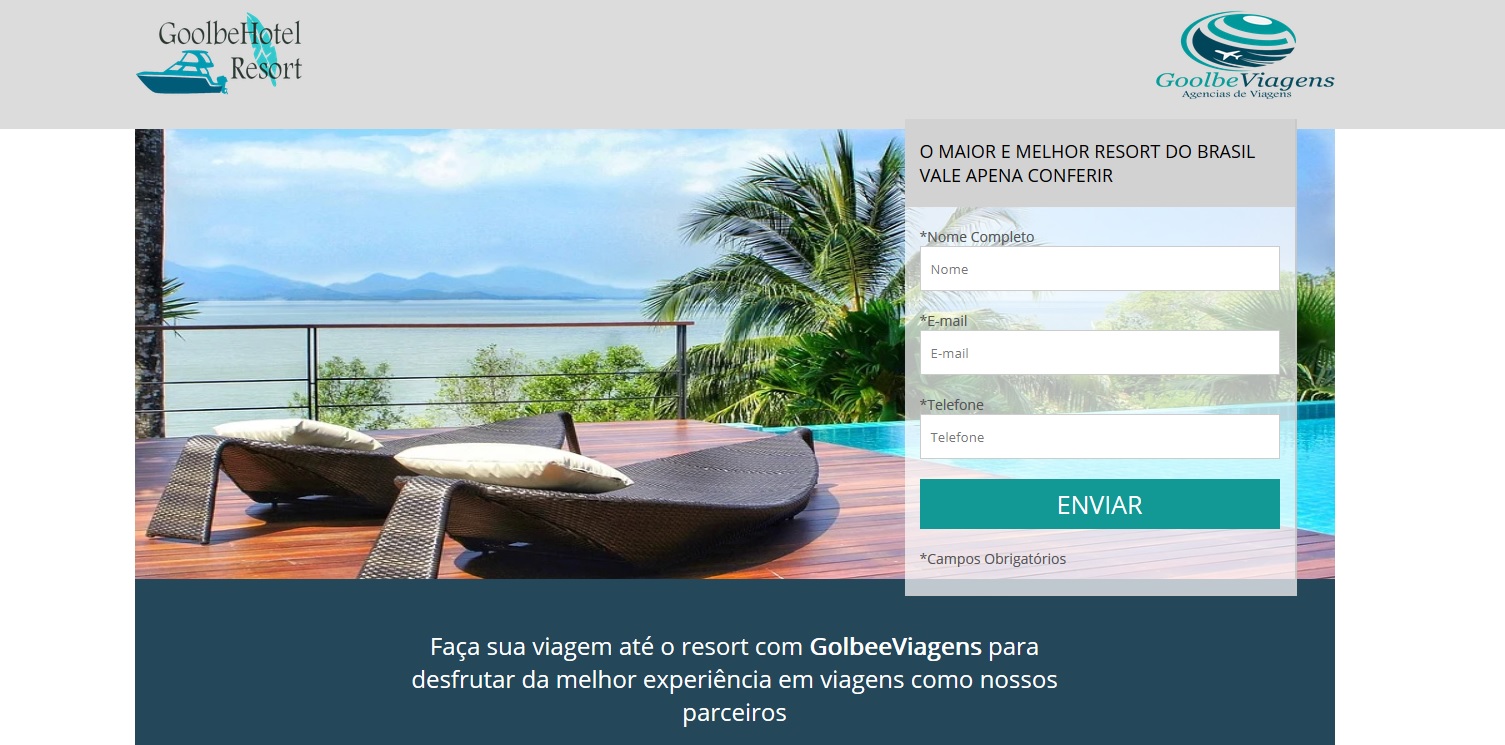 GoolbeHotel
Resort
GoolbeViagens
Agencias de Viagens
O MAIOR E MELHOR RESORT DO BRASIL
VALE APENA CONFERIR
*Nome Completo
Nome
*E-mail
E-mail
*Telefone
Telefone
ENVIAR
*Campos Obrigatórios
Faça sua viagem até o resort com GolbeeViagens para
desfrutar da melhor experiência em viagens como nossos
parceiros